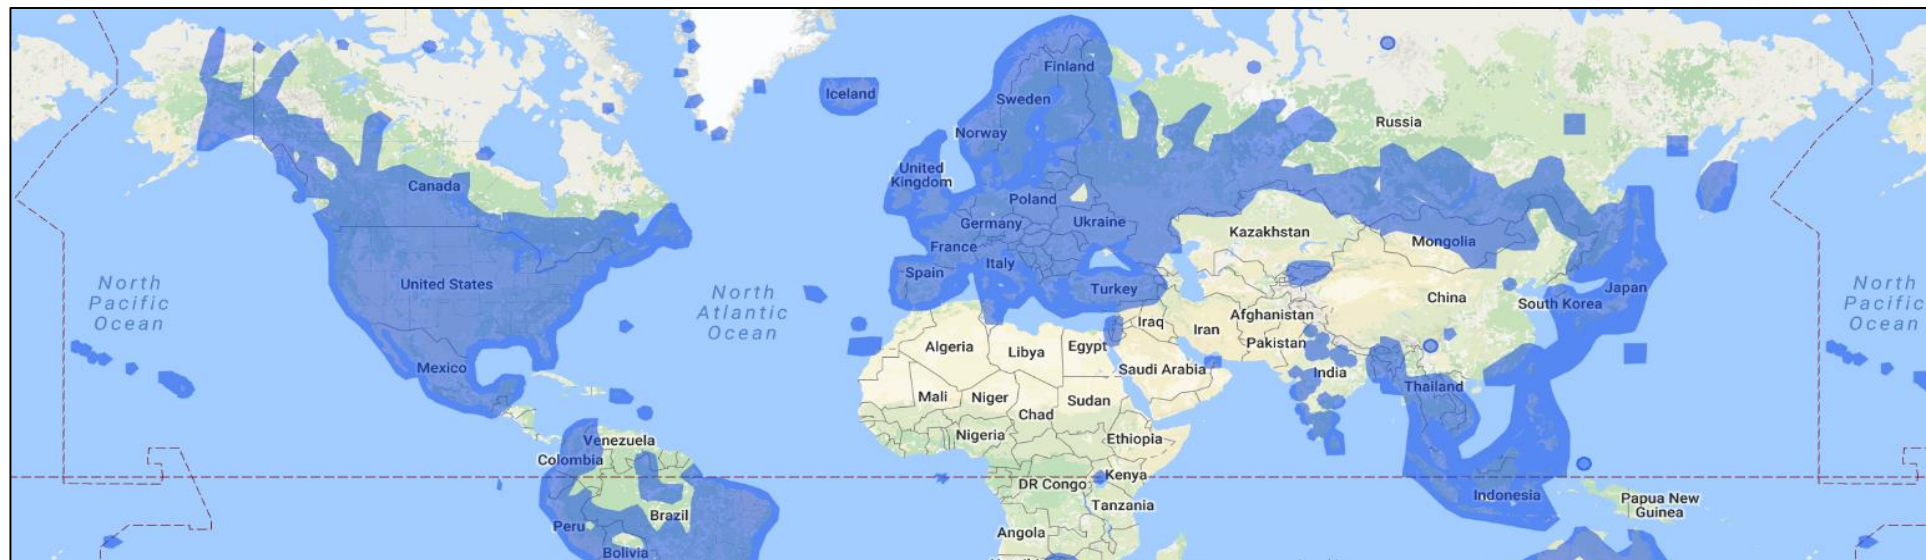 Finland
Iceland
Sweden
Russia
Norway
United
Kingdom
Canada
Poland
Germany
Ukraine
Kazakhstan
France
Mongolia
Italy
Spain
United States
Turkey
North
Pacific
Ocean
North
Atlantic
Ocean
China
Japan
South Korea
North
Pacific
Ocean
Iraq
Iran
Afghanistan
Algeria
Libya
Egypt
Pakistan
Mexico
Saudi Arabia
India
Thailand
Mali
Niger
Sudan
Chad
Nigeria
Ethiopia
Venezuela
Colombia
DR Congo
Kenya
Indonesia
Papua New
Guinea
Tanzania
Brazil
Peru
Angola
Bolivia